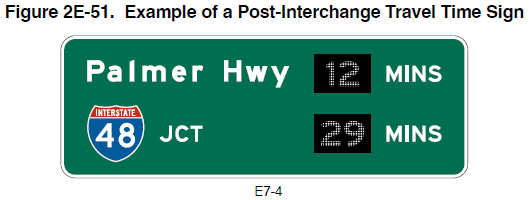 Figure 2E-51. Example of a Post-Interchange Travel Time Sign
Palmer Hwy 12 MINS
INTERSTATE
48 JCT 29 MINS
E7-4